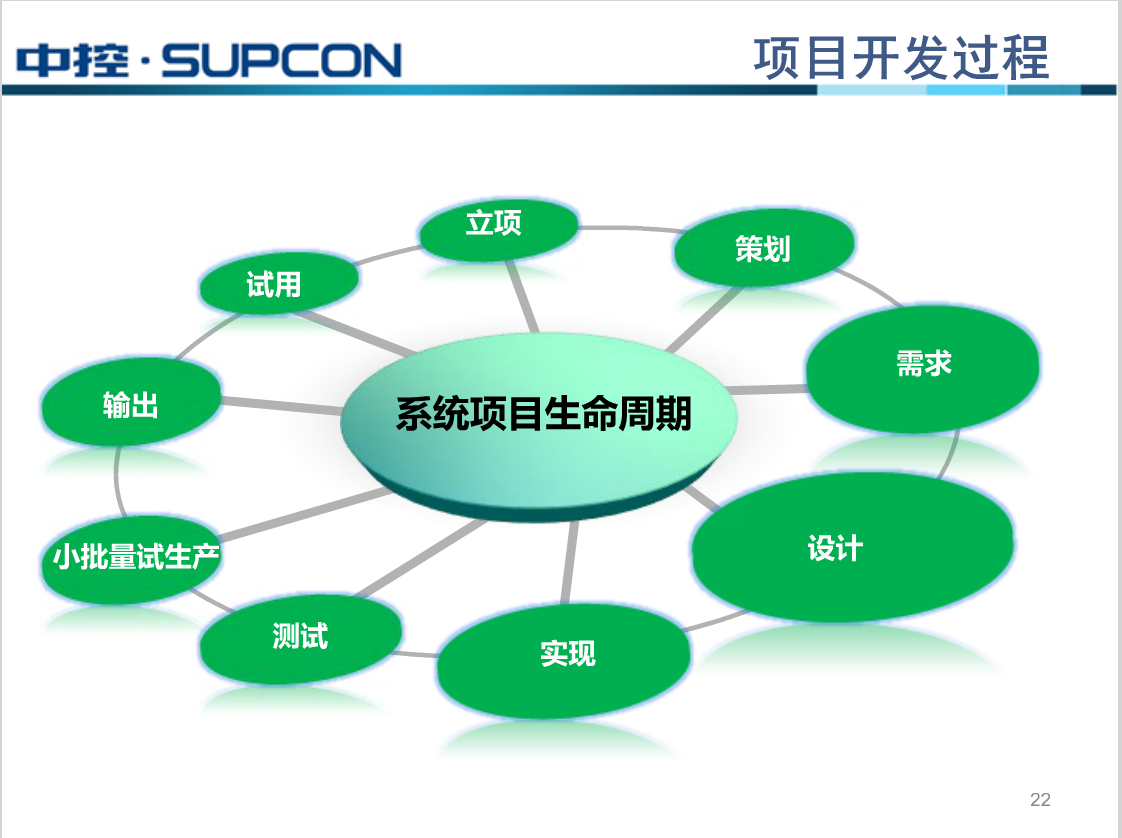 中控·SUPCON
项目开发过程
立项
策划
试用
需求
输出
系统项目生命周期
设计
小批量试生产
测试
实现
22